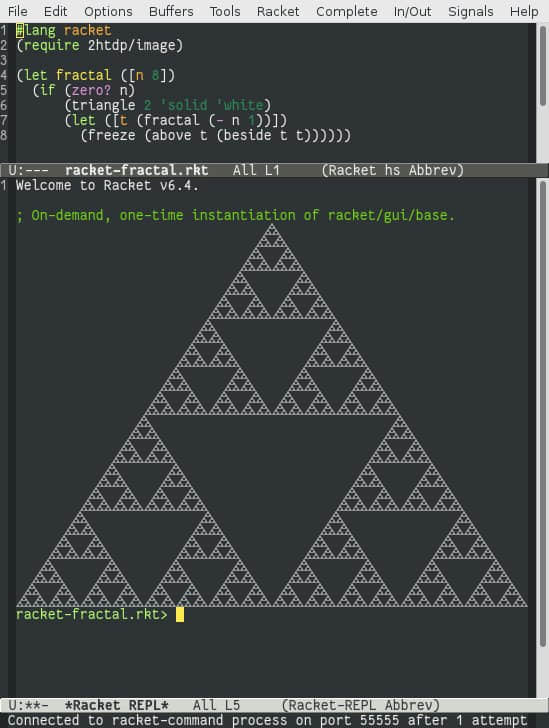 File Edit Options Buffers Tools Racket Complete In/Out Signals Help
1 #lang racket
2 (require 2htdp/image)
3
4 (let fractal ([n 8])
5   (if (zero? n)
6       (triangle 2 'solid 'white)
7       (let ([t (fractal (- n 1))])
8         (freeze (above t (beside t t))))))
U:--- racket-fractal.rkt All L1 (Racket hs Abbrev)
1 Welcome to Racket v6.4.
; On-demand, one-time instantiation of racket/gui/base.
racket-fractal.rkt>
U:**- *Racket REPL* All L5 (Racket-REPL Abbrev)
Connected to racket-command process on port 55555 after 1 attempt